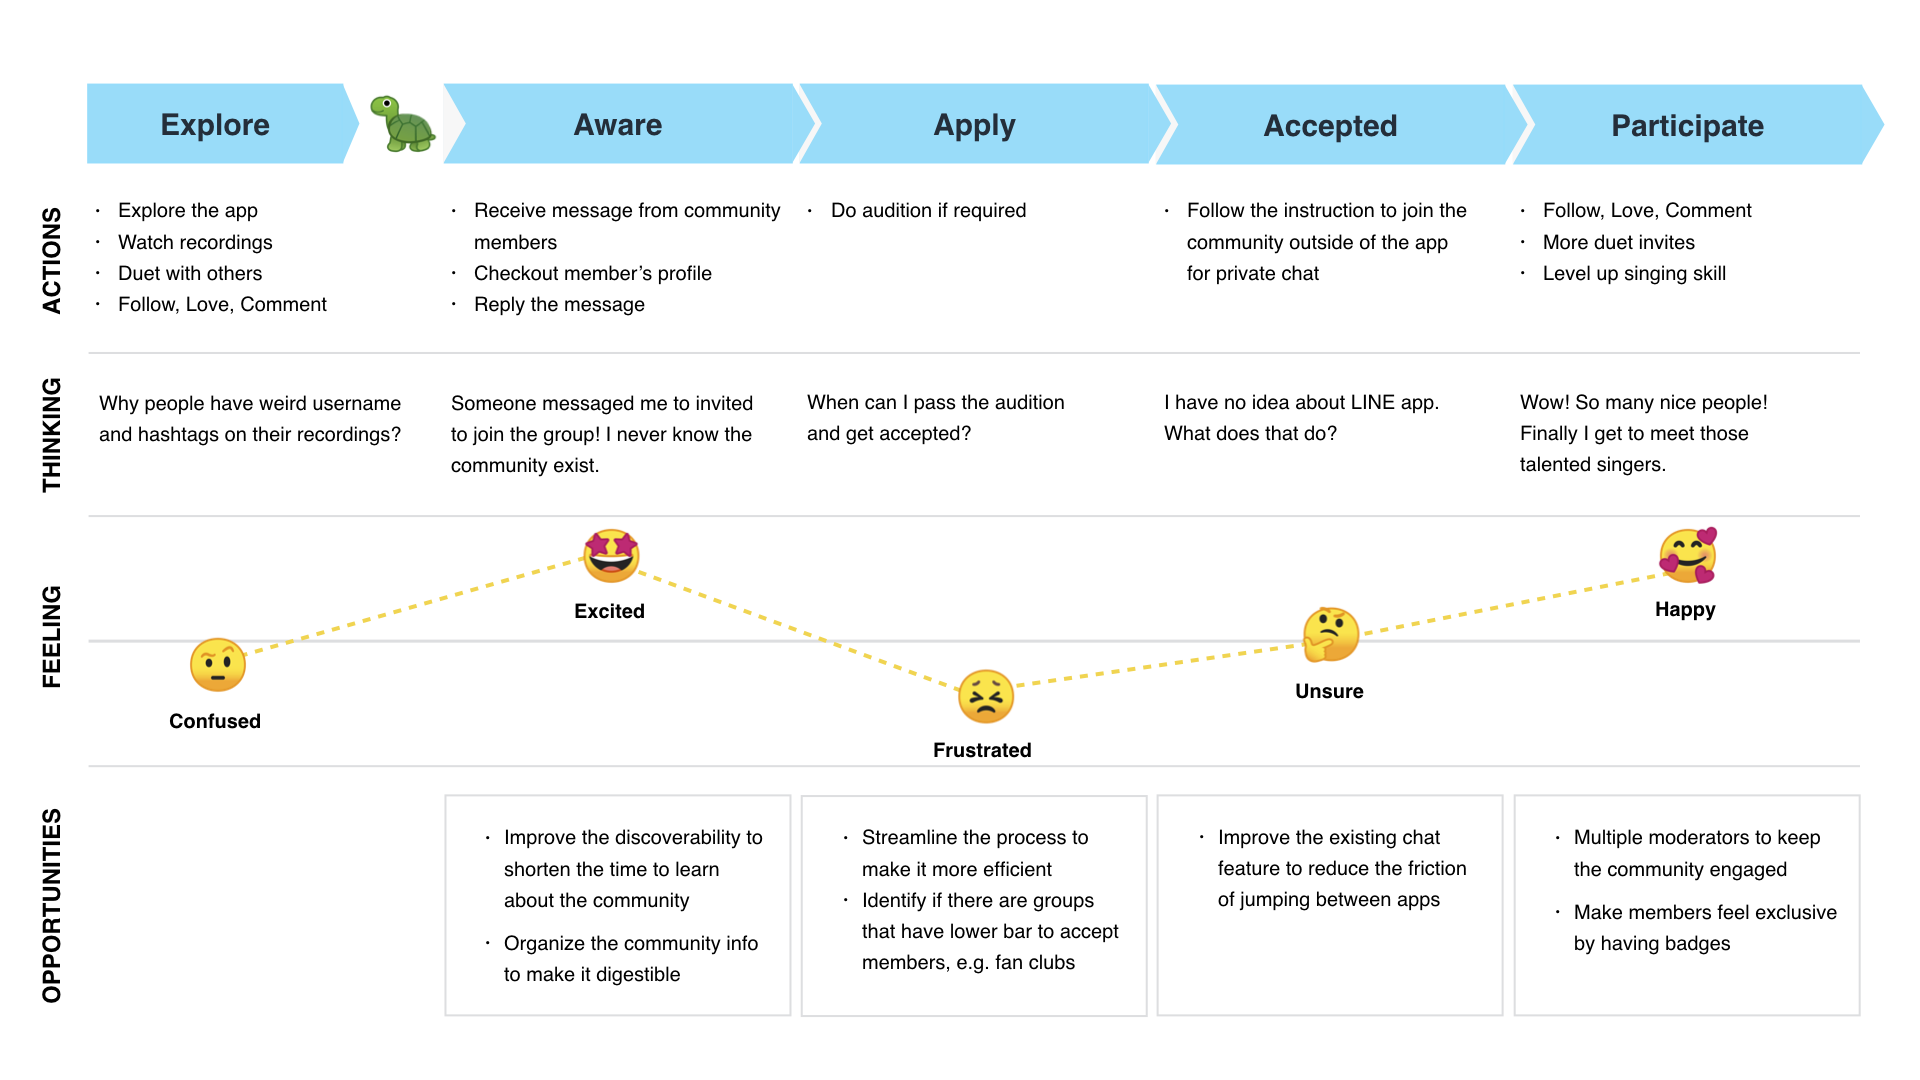 Explore
Aware
Apply
Accepted
Participate
ACTIONS
· Explore the app
· Watch recordings
· Duet with others
· Follow, Love, Comment
· Receive message from community
members
· Checkout member’s profile
· Reply the message
· Do audition if required
· Follow the instruction to join the
community outside of the app
for private chat
· Follow, Love, Comment
· More duet invites
· Level up singing skill
THINKING
Why people have weird username
and hashtags on their recordings?
Someone messaged me to invited
to join the group! I never know the
community exist.
When can I pass the audition
and get accepted?
I have no idea about LINE app.
What does that do?
Wow! So many nice people!
Finally I get to meet those
talented singers.
FEELING
Confused
Excited
Frustrated
Unsure
Happy
OPPORTUNITIES
· Improve the discoverability to
shorten the time to learn
about the community
· Organize the community info
to make it digestible
· Streamline the process to
make it more efficient
· Identify if there are groups
that have lower bar to accept
members, e.g. fan clubs
· Improve the existing chat
feature to reduce the friction
of jumping between apps
· Multiple moderators to keep
the community engaged
· Make members feel exclusive
by having badges